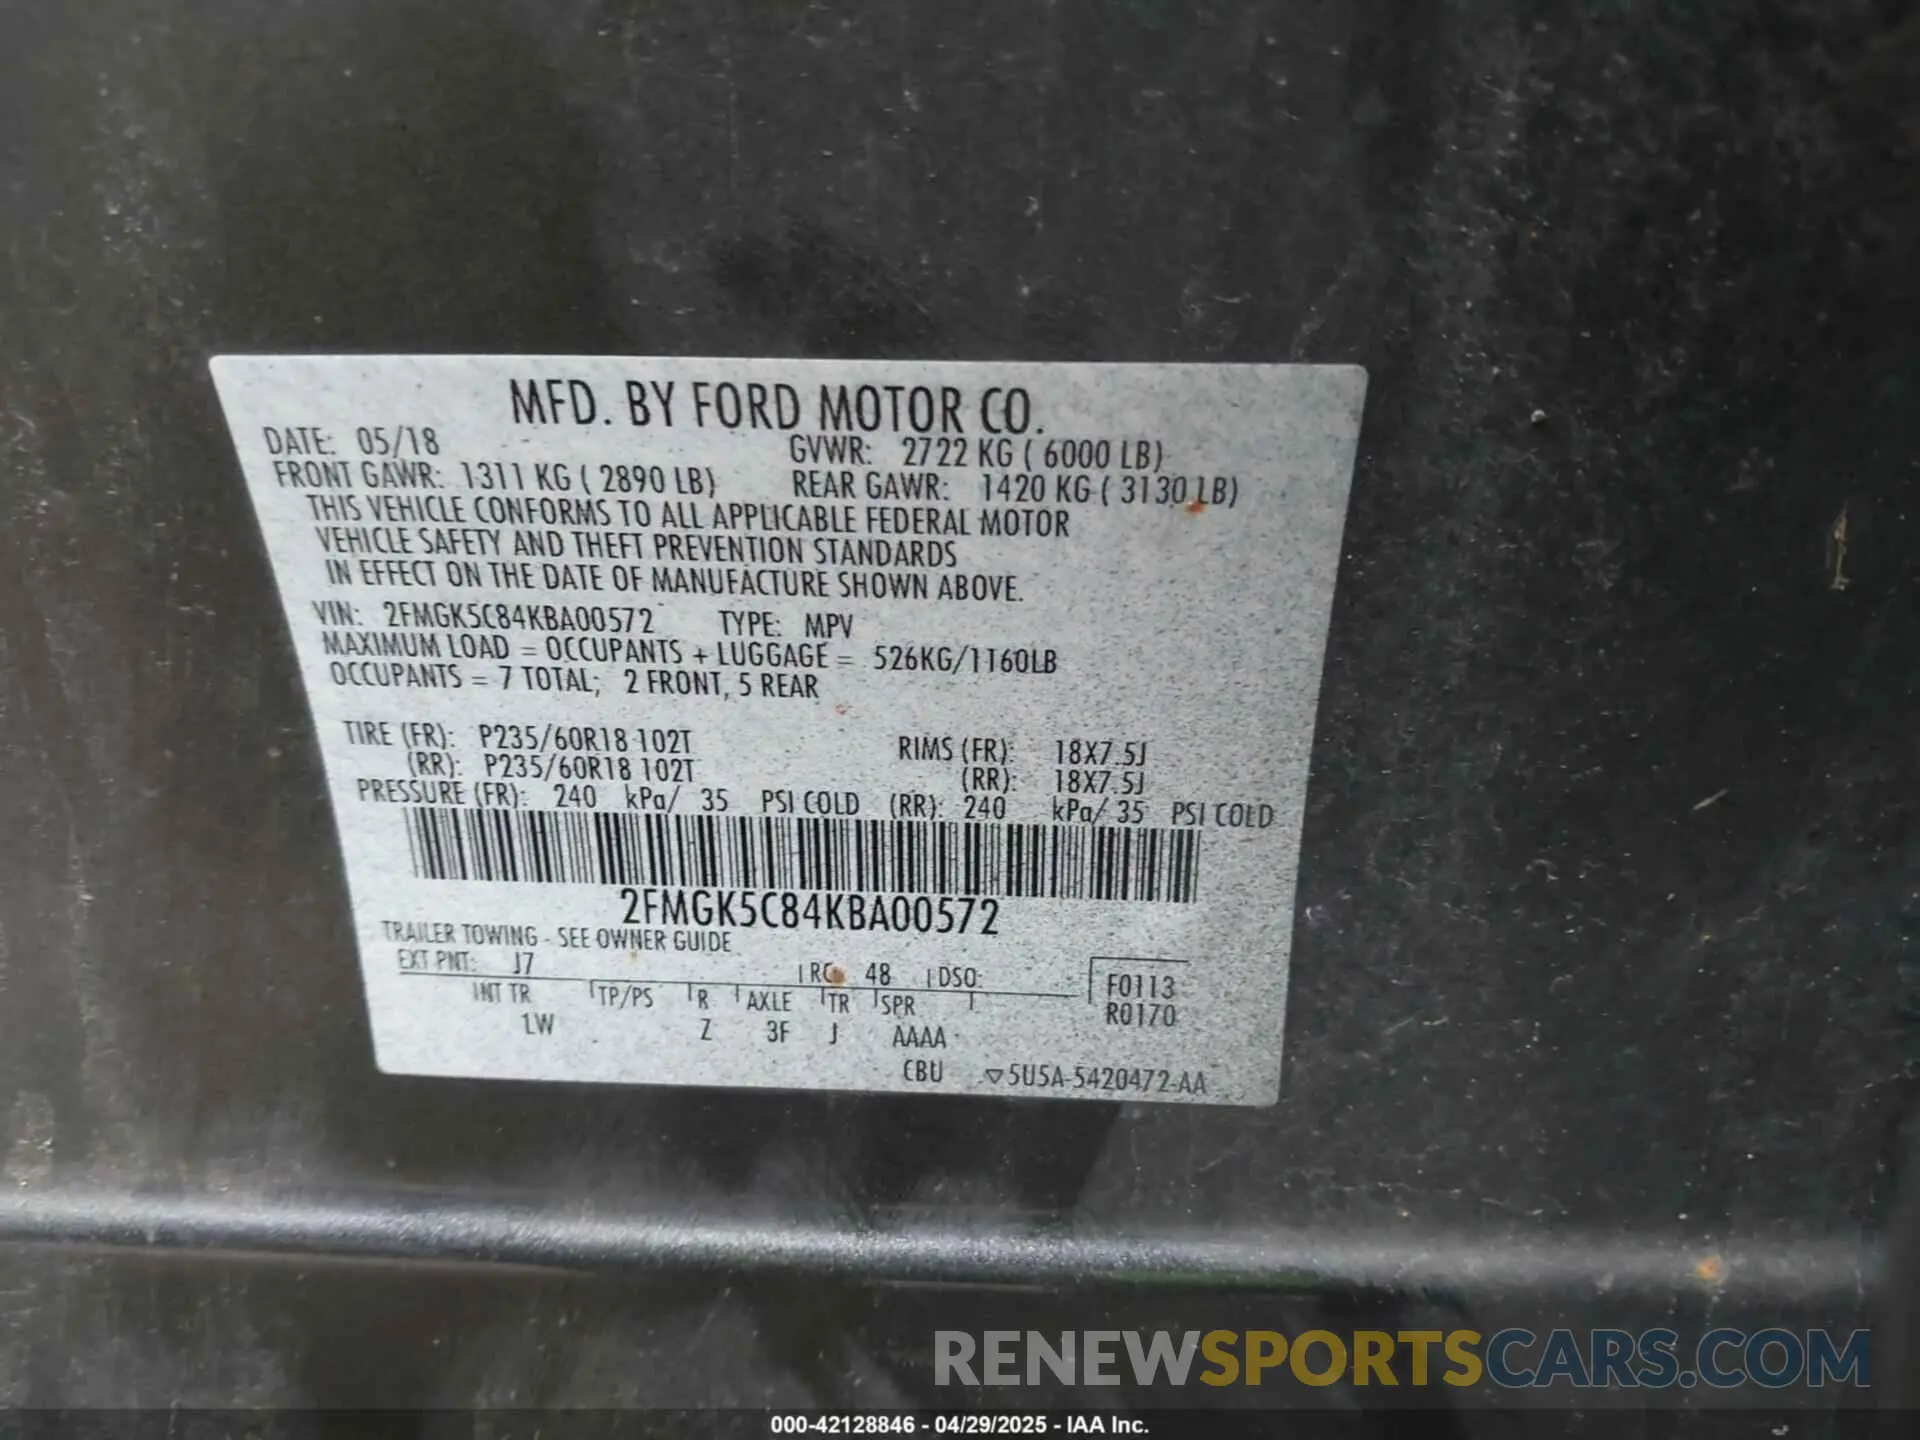 MFD. BY FORD MOTOR CO.
DATE: 05/18 GVWR: 2722 KG ( 6000 LB)
FRONT GAWR: 1311 KG ( 2890 LB) REAR GAWR: 1420 KG ( 3130 LB)
THIS VEHICLE CONFORMS TO ALL APPLICABLE FEDERAL MOTOR
VEHICLE SAFETY AND THEFT PREVENTION STANDARDS
IN EFFECT ON THE DATE OF MANUFACTURE SHOWN ABOVE.
VIN: 2FMGK5C84KBA00572 TYPE: MPV
MAXIMUM LOAD = OCCUPANTS + LUGGAGE = 526KG/1160LB
OCCUPANTS = 7 TOTAL; 2 FRONT, 5 REAR
TIRE (FR): P235/60R18 102T RIMS (FR): 18X7.5J
(RR): P235/60R18 102T (RR): 18X7.5J
PRESSURE (FR): 240 kPa/ 35 PSI COLD (RR): 240 kPa/ 35 PSI COLD
2FMGK5C84KBA00572
TRAILER TOWING - SEE OWNER GUIDE
EXT PNT: J7 RC: 48 DSO: F0113
INT TR TP/PS R AXLE TR SPR R0170
1W Z 3F J AAAA
CBU ▽5U5A-5420472-AA
RENEWSPORTSCARS.COM
000-42128846 - 04/29/2025 - IAA Inc.